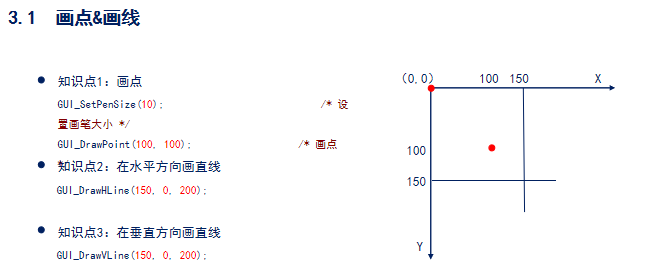 3.1 画点&画线
知识点1：画点
GUI_SetPenSize(10); /* 设
置画笔大小 */
GUI_DrawPoint(100, 100); /* 画点
知识点2：在水平方向画直线
GUI_DrawHLine(150, 0, 200);
知识点3：在垂直方向画直线
GUI_DrawVLine(150, 0, 200);
(0,0) 100 150 X
100
150
Y